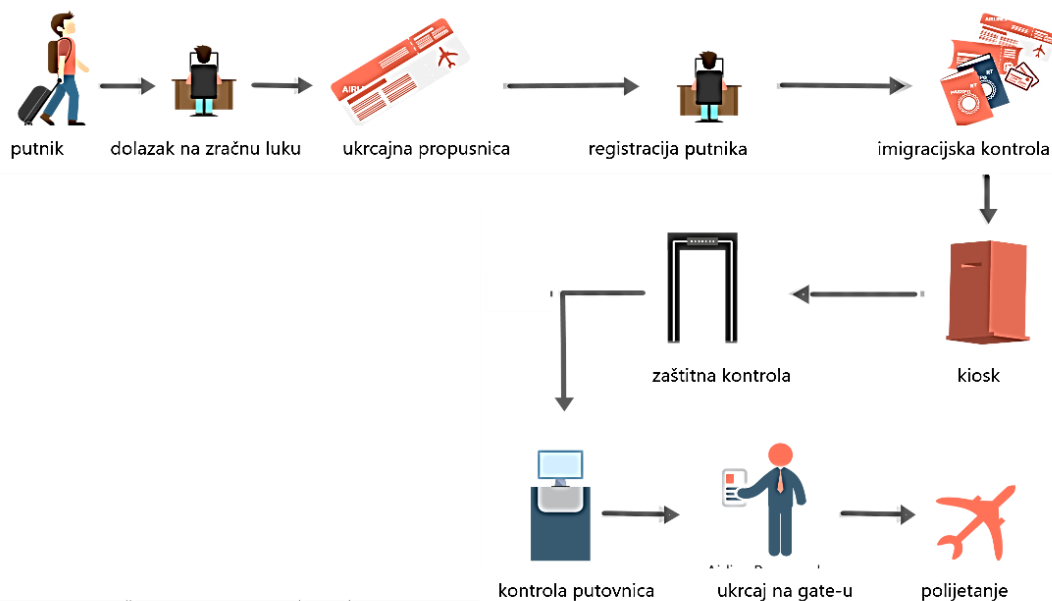 putnik
dolazak na zračnu luku
ukrcajna propusnica
registracija putnika
imigracijska kontrola
zaštitna kontrola
kiosk
kontrola putovnica
ukrcaj na gate-u
polijetanje